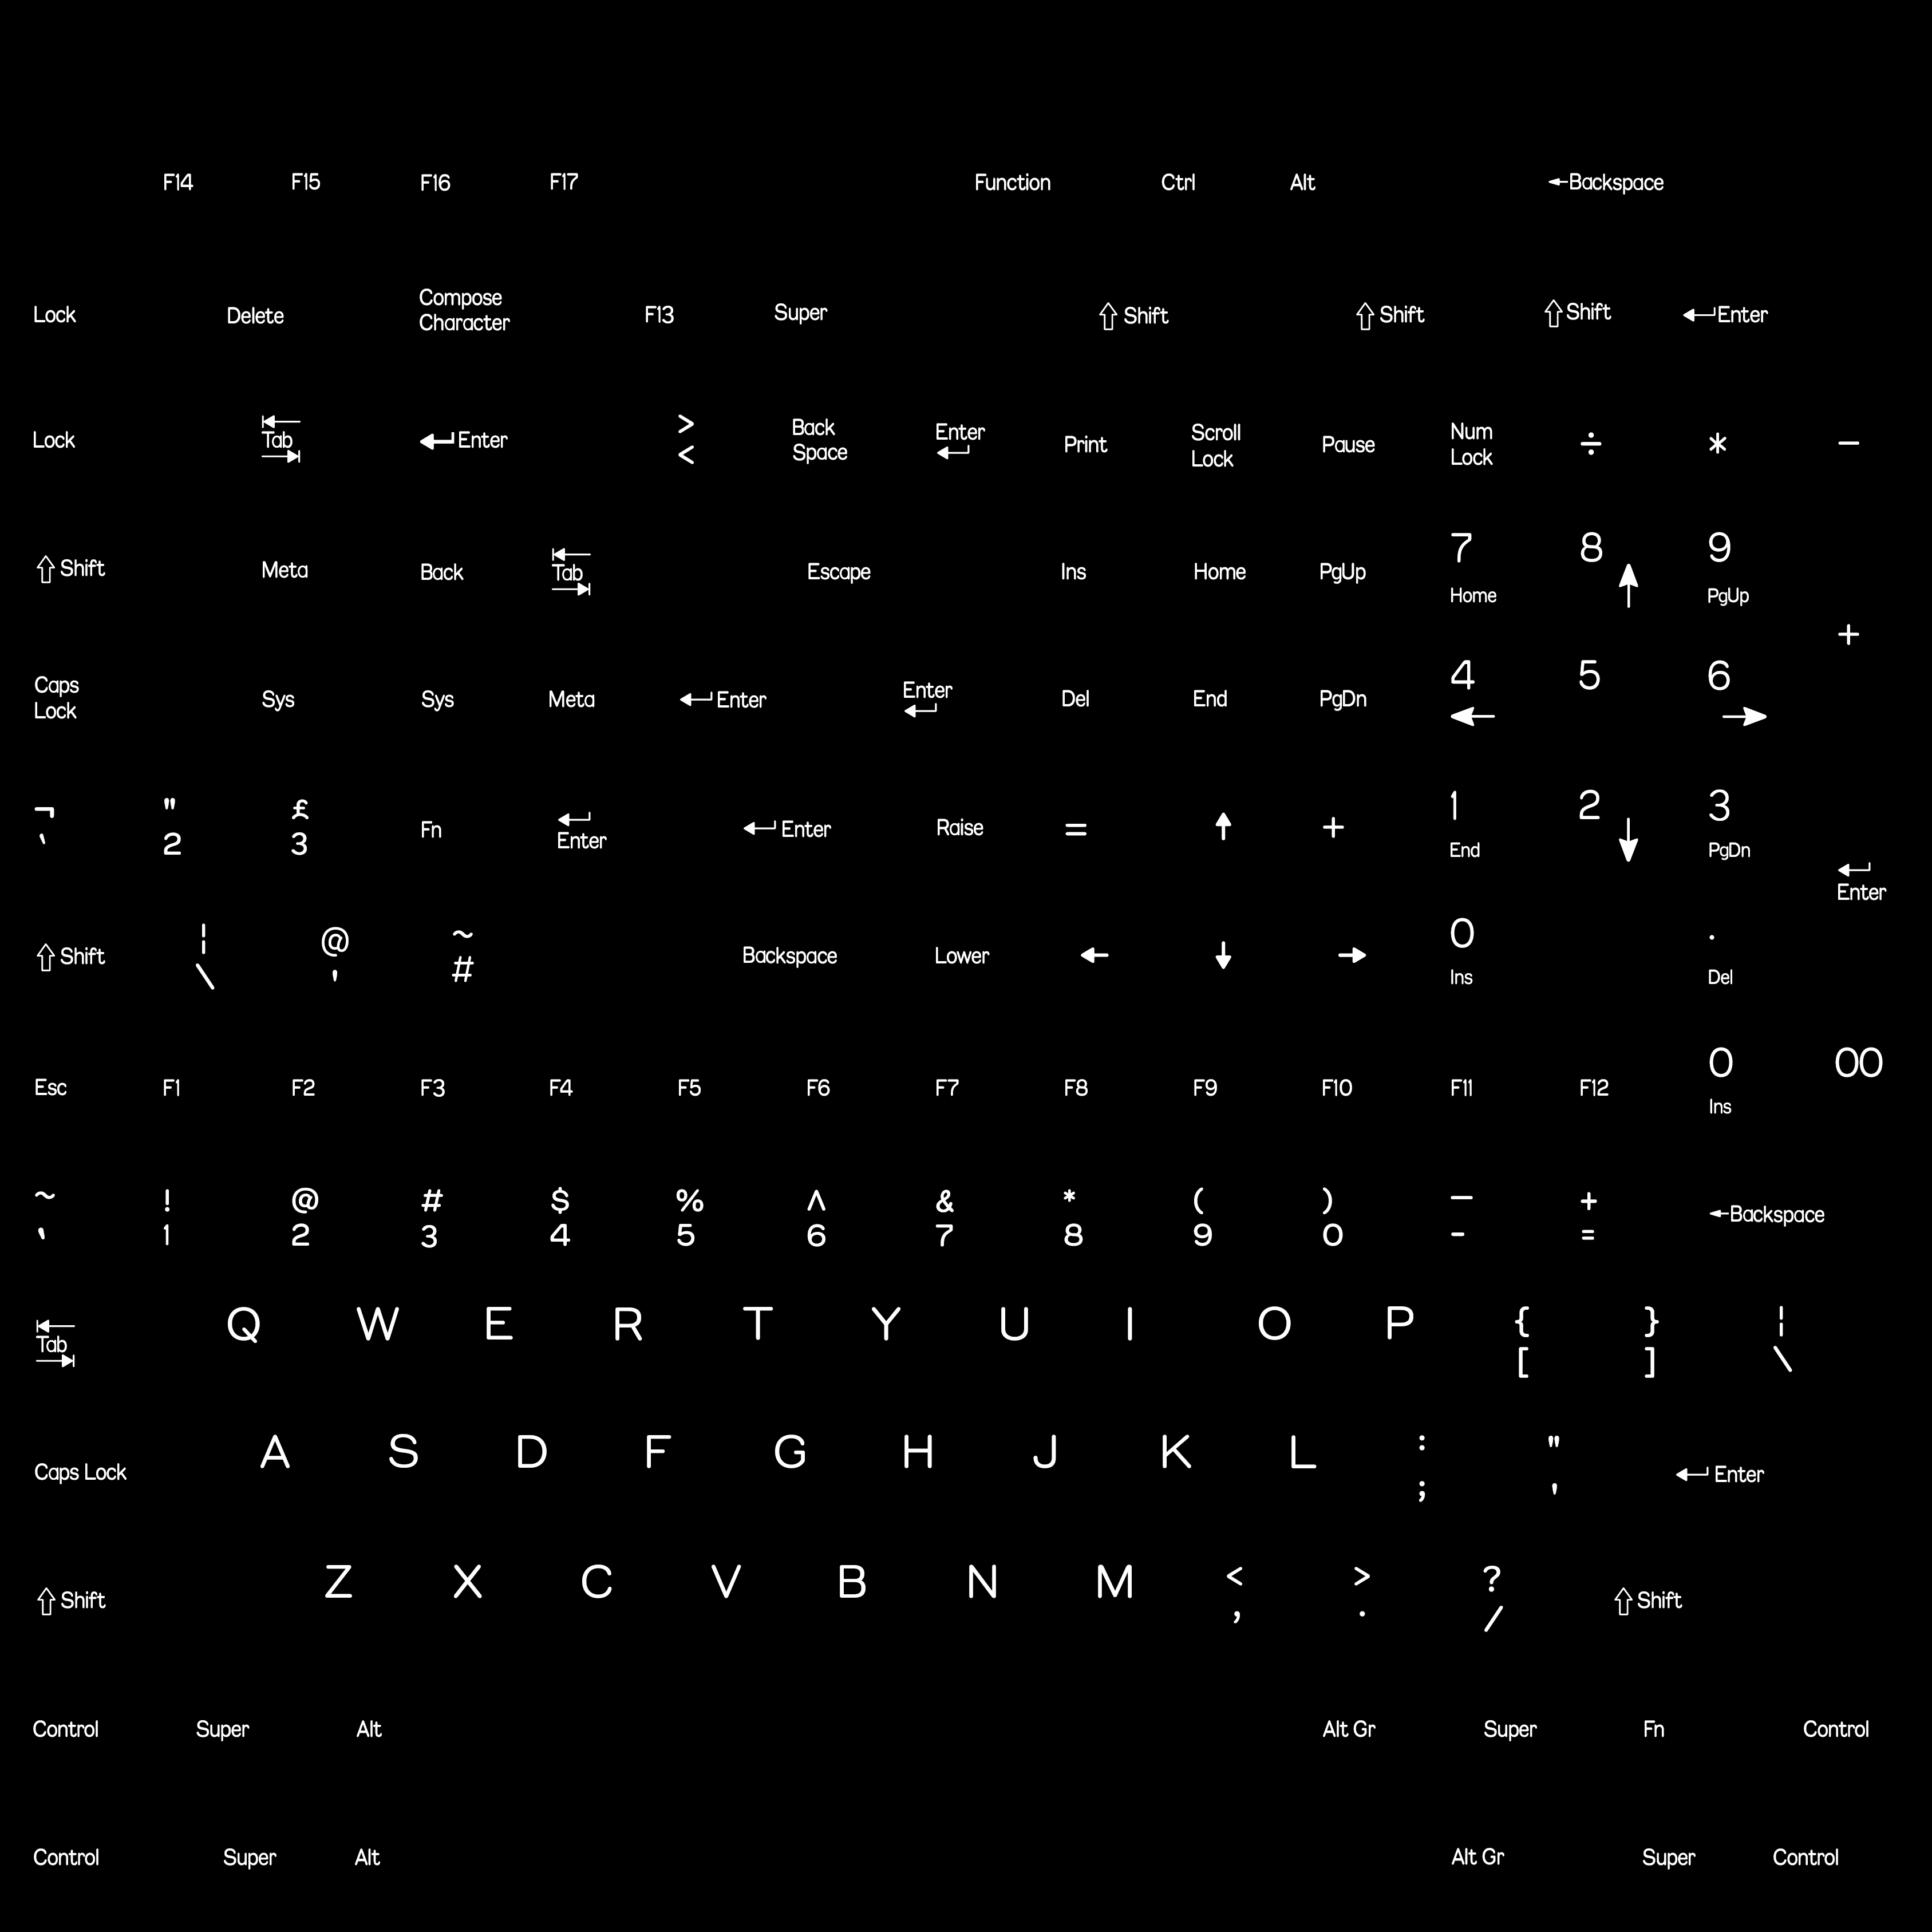 F14 F15 F16 F17 Function Ctrl Alt ←Backspace
Lock Delete Compose Character F13 Super ⇧ Shift ⇧ Shift ⇧ Shift ↵ Enter
Lock Tab ↵ Enter > < Back Space Enter ↵ Print Scroll Lock Pause Num Lock ÷ * −
⇧ Shift Meta Back Tab Escape Ins Home PgUp 7 Home 8 ↑ 9 PgUp
+
Caps Lock Sys Sys Meta ↵ Enter Enter ↵ Del End PgDn 4 ← 5 6 →
¬ ` " 2 £ 3 Fn ↵ Enter ↵ Enter Raise = ↑ + 1 End 2 ↓ 3 PgDn
↵ Enter
⇧ Shift ¦ \ @ ' ~ # Backspace Lower ← ↓ → 0 Ins . Del
Esc F1 F2 F3 F4 F5 F6 F7 F8 F9 F10 F11 F12 0 Ins 00
~ ` ! 1 @ 2 # 3 $ 4 % 5 ^ 6 & 7 * 8 ( 9 ) 0 _ - + = ←Backspace
Tab Q W E R T Y U I O P { [ } ] ¦ \
Caps Lock A S D F G H J K L : ; " ' ↵ Enter
⇧ Shift Z X C V B N M < , > . ? / ⇧ Shift
Control Super Alt Alt Gr Super Fn Control
Control Super Alt Alt Gr Super Control